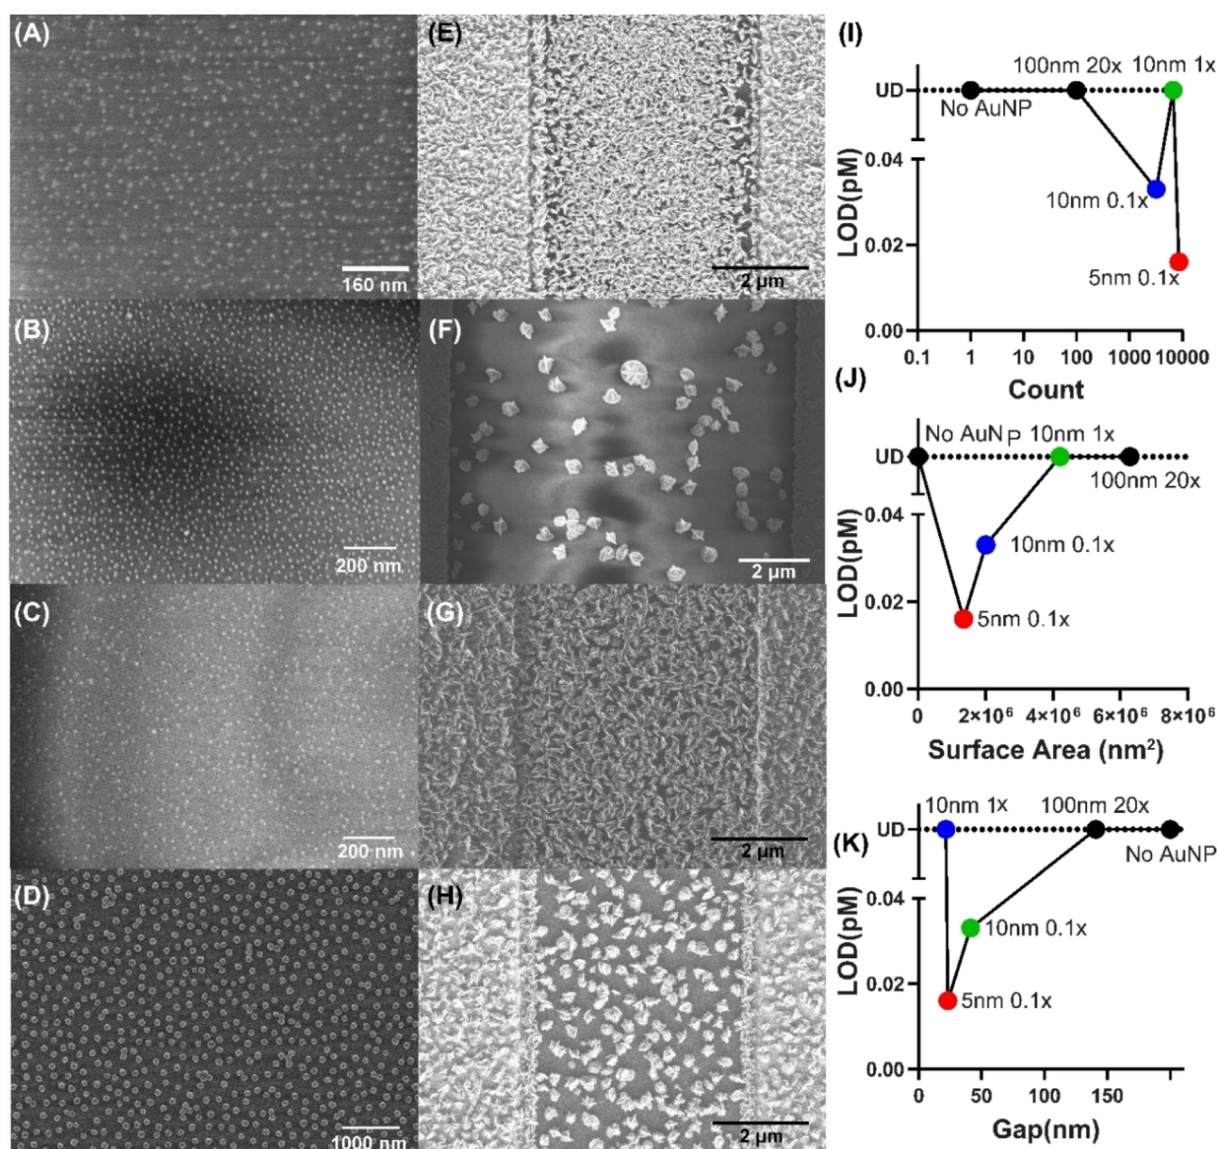 (A)
160 nm
(B)
200 nm
(C)
200 nm
(D)
1000 nm
(E)
2 µm
(F)
2 µm
(G)
2 µm
(H)
2 µm
(I)
100nm 20x 10nm 1x
UD
No AuNP
0.04
10nm 0.1x
LOD(pM)
0.02
5nm 0.1x
0.00
0.1 1 10 100 1000 10000
Count
(J)
No AuNP 10nm 1x
UD
100nm 20x
0.04
10nm 0.1x
LOD(pM)
0.02
5nm 0.1x
0.00
0 2×10⁶ 4×10⁶ 6×10⁶ 8×10⁶
Surface Area (nm²)
10nm 1x 100nm 20x
UD
(K)
No AuNP
0.04
10nm 0.1x
LOD(pM)
0.02
5nm 0.1x
0.00
0 50 100 150
Gap(nm)